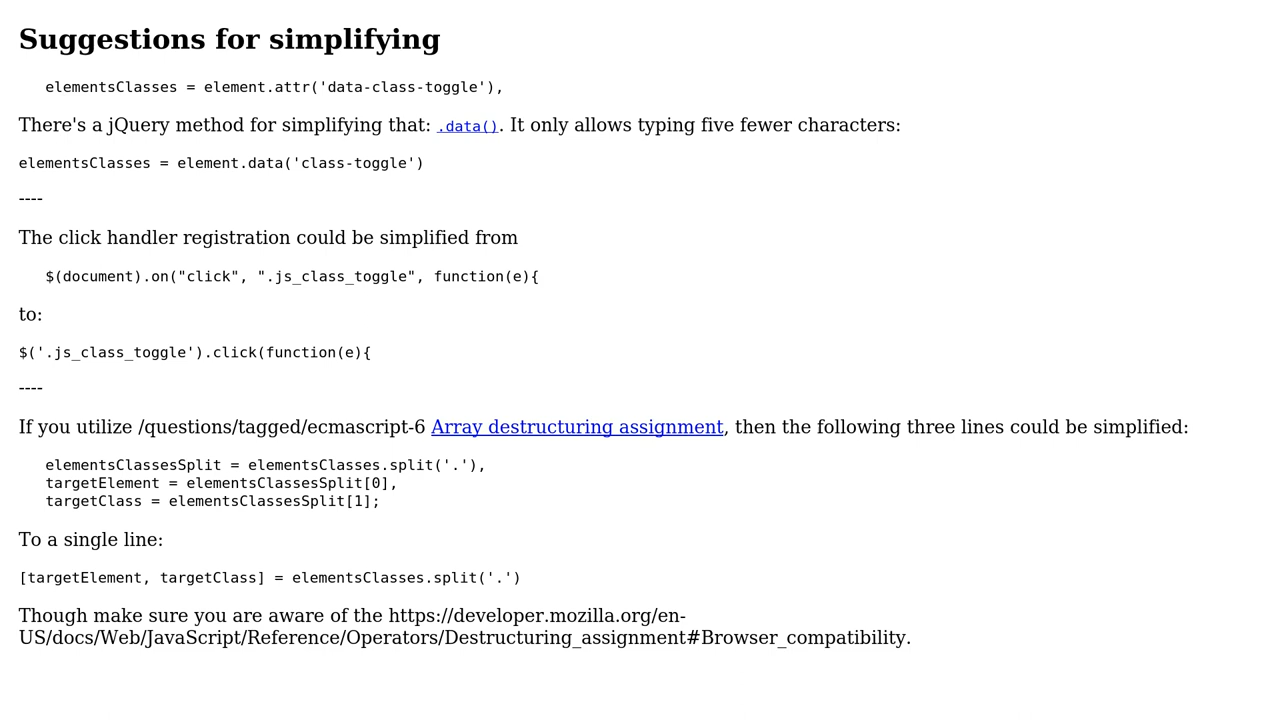 Suggestions for simplifying
elementsClasses = element.attr('data-class-toggle'),
There's a jQuery method for simplifying that: .data(). It only allows typing five fewer characters:
elementsClasses = element.data('class-toggle')
----
The click handler registration could be simplified from
$(document).on("click", ".js_class_toggle", function(e){
to:
$('.js_class_toggle').click(function(e){
----
If you utilize /questions/tagged/ecmascript-6 Array destructuring assignment, then the following three lines could be simplified:
elementsClassesSplit = elementsClasses.split('.'),
targetElement = elementsClassesSplit[0],
targetClass = elementsClassesSplit[1];
To a single line:
[targetElement, targetClass] = elementsClasses.split('.')
Though make sure you are aware of the https://developer.mozilla.org/en-
US/docs/Web/JavaScript/Reference/Operators/Destructuring_assignment#Browser_compatibility.